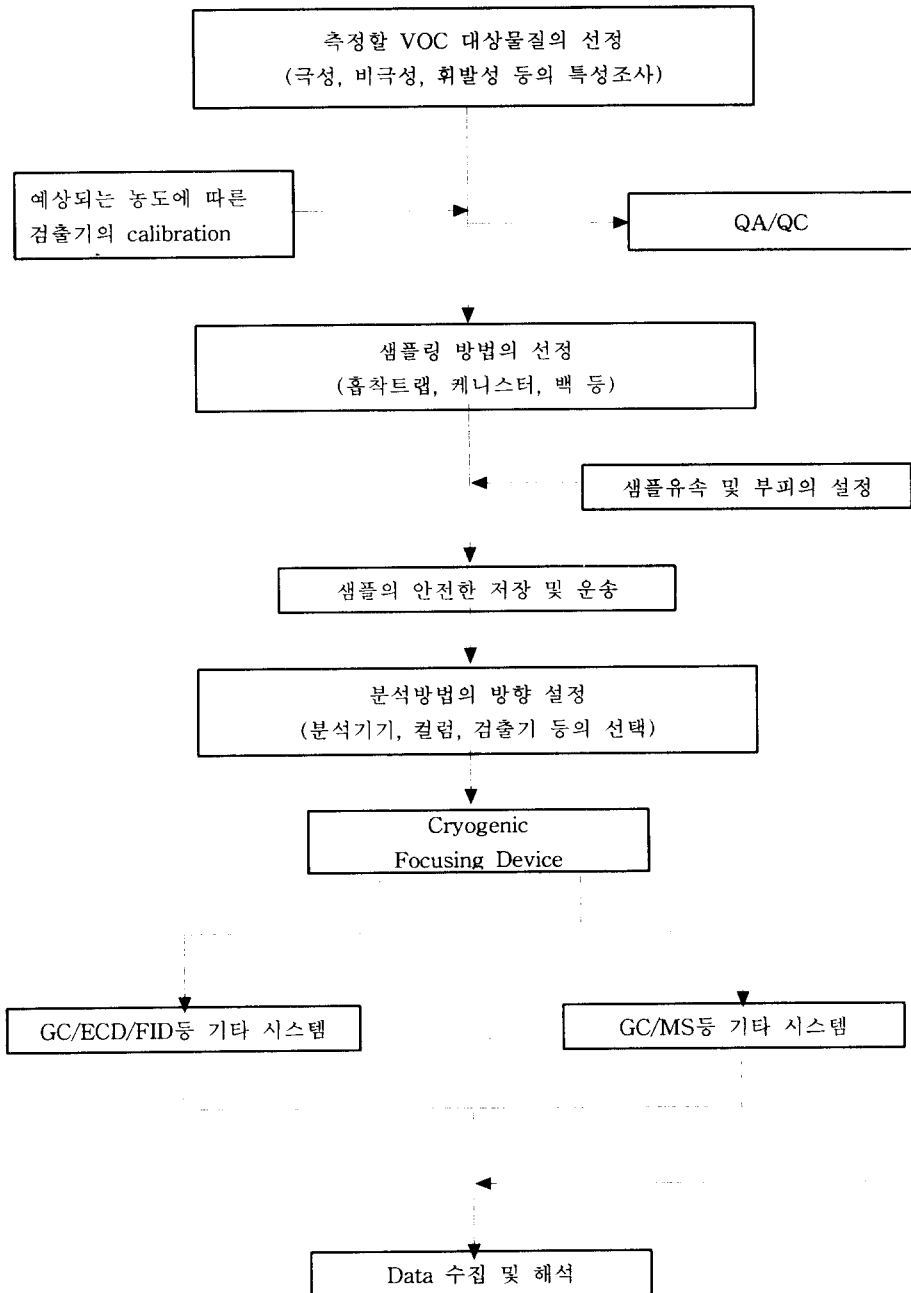 측정할 VOC 대상물질의 선정
(극성, 비극성, 휘발성 등의 특성조사)
예상되는 농도에 따른
검출기의 calibration
QA/QC
샘플링 방법의 선정
(흡착트랩, 케니스터, 백 등)
샘플유속 및 부피의 설정
샘플의 안전한 저장 및 운송
분석방법의 방향 설정
(분석기기, 컬럼, 검출기 등의 선택)
Cryogenic
Focusing Device
GC/ECD/FID등 기타 시스템
GC/MS등 기타 시스템
Data 수집 및 해석